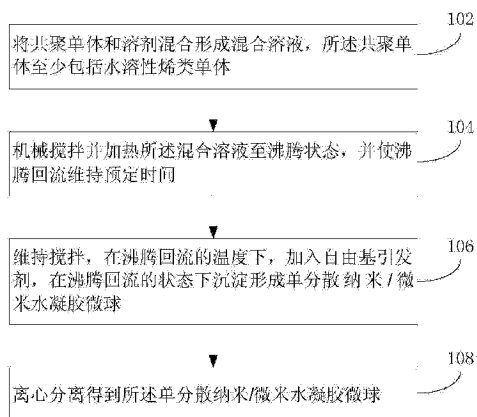 102
将共聚单体和溶剂混合形成混合溶液，所述共聚单
体至少包括水溶性烯类单体
104
机械搅拌并加热所述混合溶液至沸腾状态，并使沸
腾回流维持预定时间
106
维持搅拌，在沸腾回流的温度下，加入自由基引发
剂，在沸腾回流的状态下沉淀形成单分散纳米/微
米水凝胶微球
108
离心分离得到所述单分散纳米/微米水凝胶微球